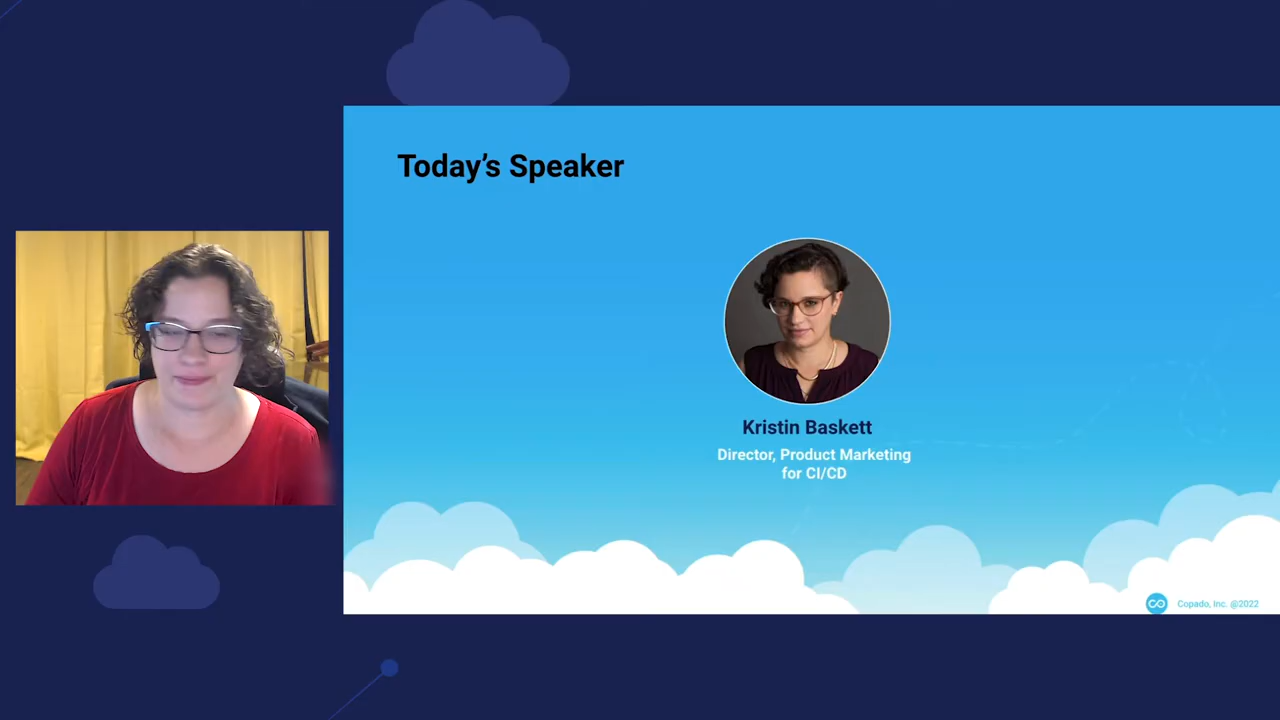 Today's Speaker
Kristin Baskett
Director, Product Marketing
for CI/CD
Copado, Inc. @2022